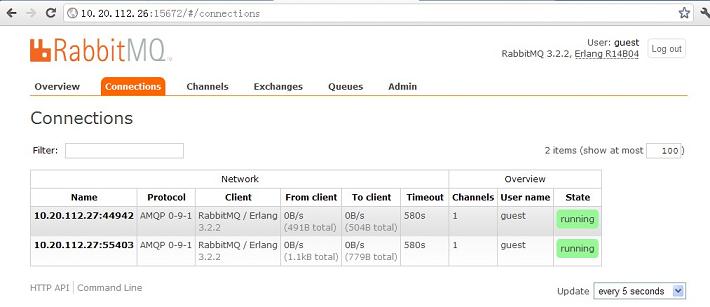 10.20.112.26:15672/#/connections
RabbitMQ
User: guest
RabbitMQ 3.2.2, Erlang R14B04
Log out
Overview Connections Channels Exchanges Queues Admin
Connections
Filter:
2 items (show at most 100)
Network Overview
Name Protocol Client From client To client Timeout Channels User name State
10.20.112.27:44942 AMQP 0-9-1 RabbitMQ / Erlang 0B/s 0B/s 580s 1 guest running
3.2.2 (491B total) (504B total)
10.20.112.27:55403 AMQP 0-9-1 RabbitMQ / Erlang 0B/s 0B/s 580s 1 guest running
3.2.2 (1.1kB total) (779B total)
HTTP API | Command Line
Update every 5 seconds